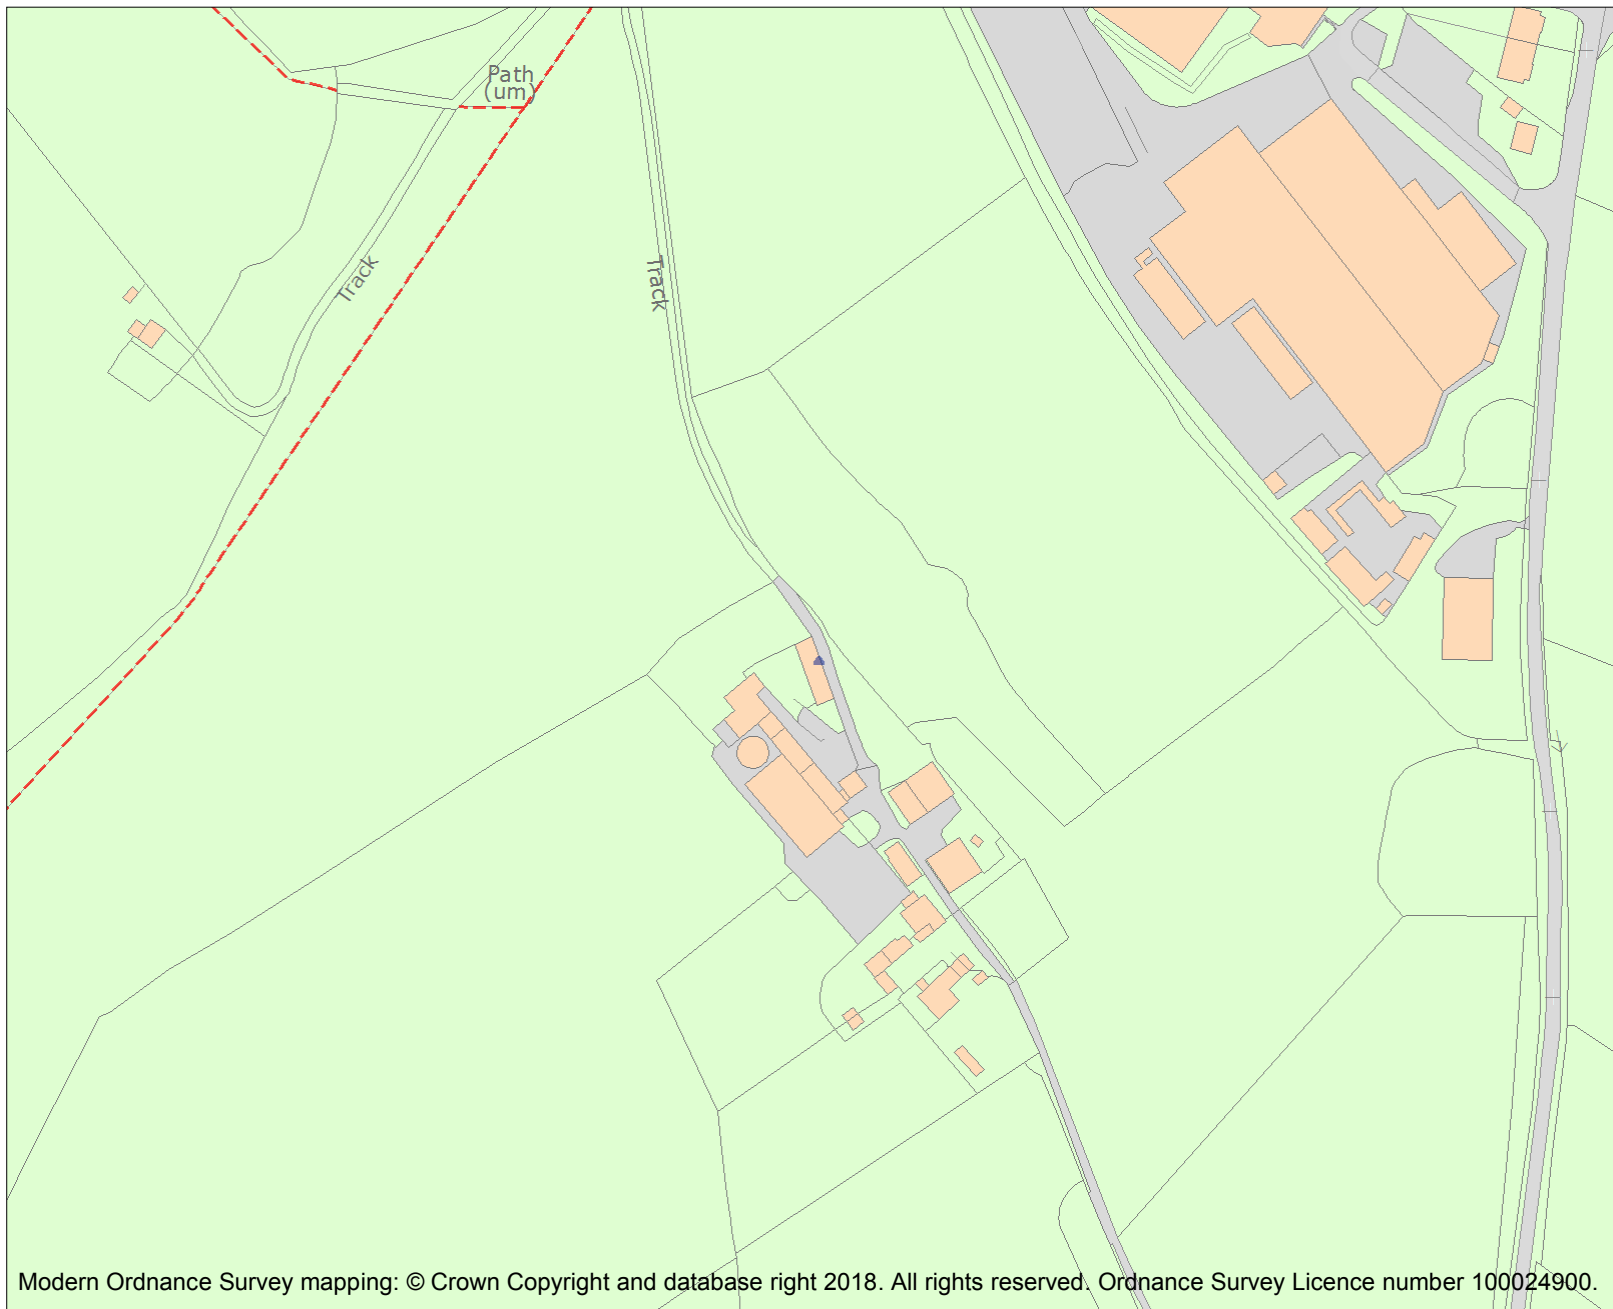 Path
(um)
Track
Track
Modern Ordnance Survey mapping: © Crown Copyright and database right 2018. All rights reserved. Ordnance Survey Licence number 100024900.